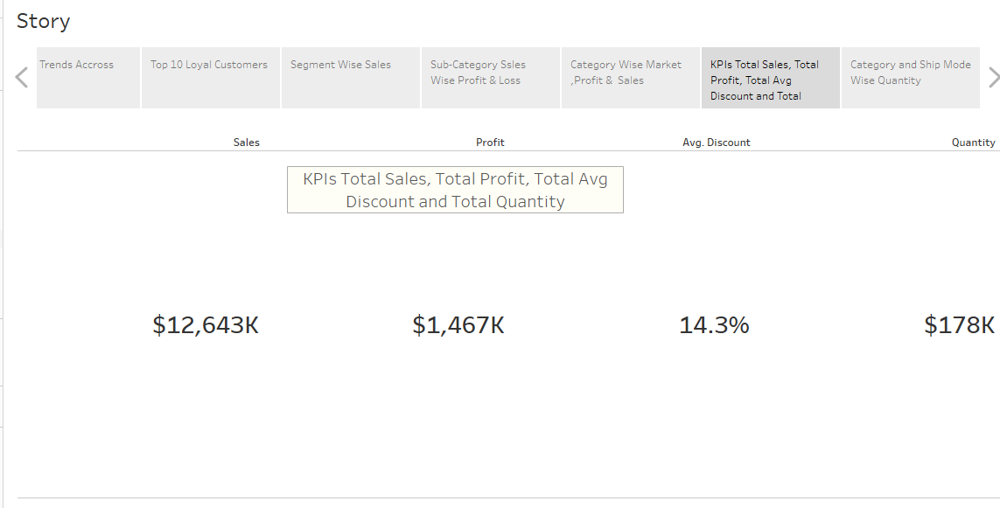 Story
Trends Accross
Top 10 Loyal Customers
Segment Wise Sales
Sub-Category Ssles
Wise Profit & Loss
Category Wise Market
,Profit & Sales
KPIs Total Sales, Total
Profit, Total Avg
Discount and Total
Category and Ship Mode
Wise Quantity
Sales
Profit
Avg. Discount
Quantity
KPIs Total Sales, Total Profit, Total Avg
Discount and Total Quantity
$12,643K
$1,467K
14.3%
$178K